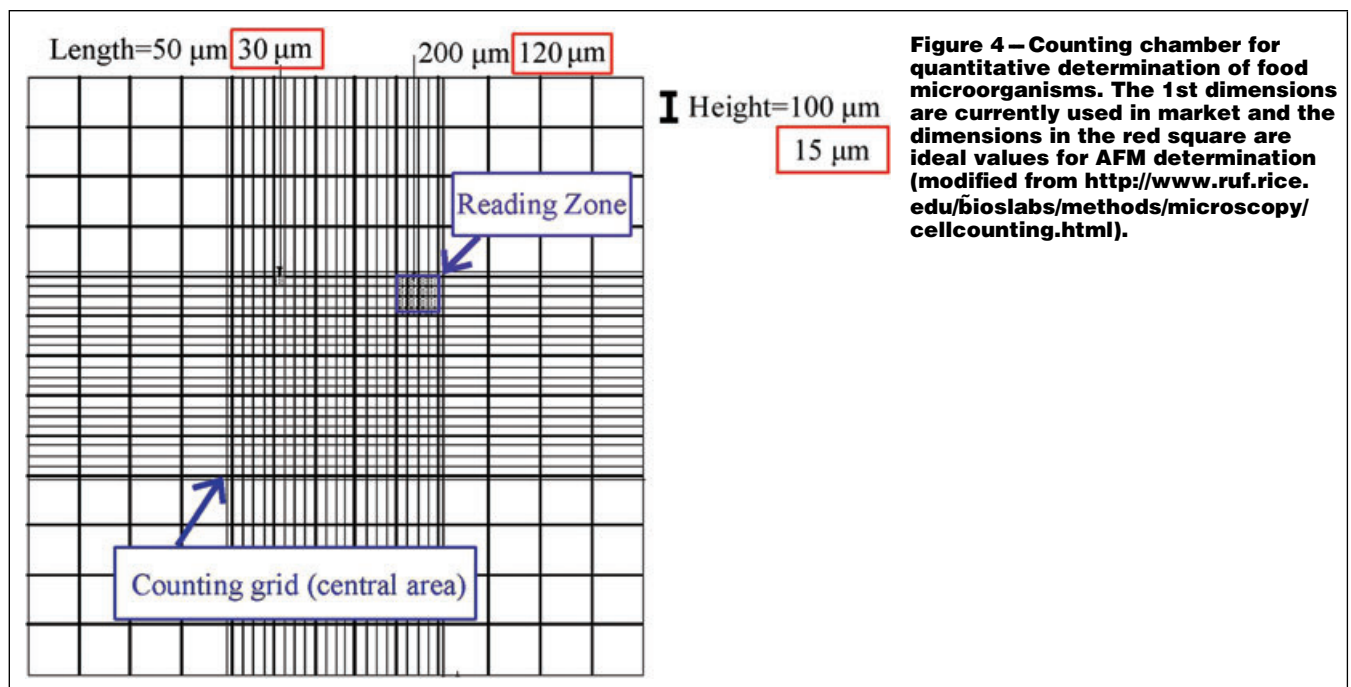 Length=50 μm 30 μm 200 μm 120 μm
Height=100 μm
15 μm
Reading Zone
Counting grid (central area)
Figure 4—Counting chamber for
quantitative determination of food
microorganisms. The 1st dimensions
are currently used in market and the
dimensions in the red square are
ideal values for AFM determination
(modified from http://www.ruf.rice.
edu/b̃ioslabs/methods/microscopy/
cellcounting.html).